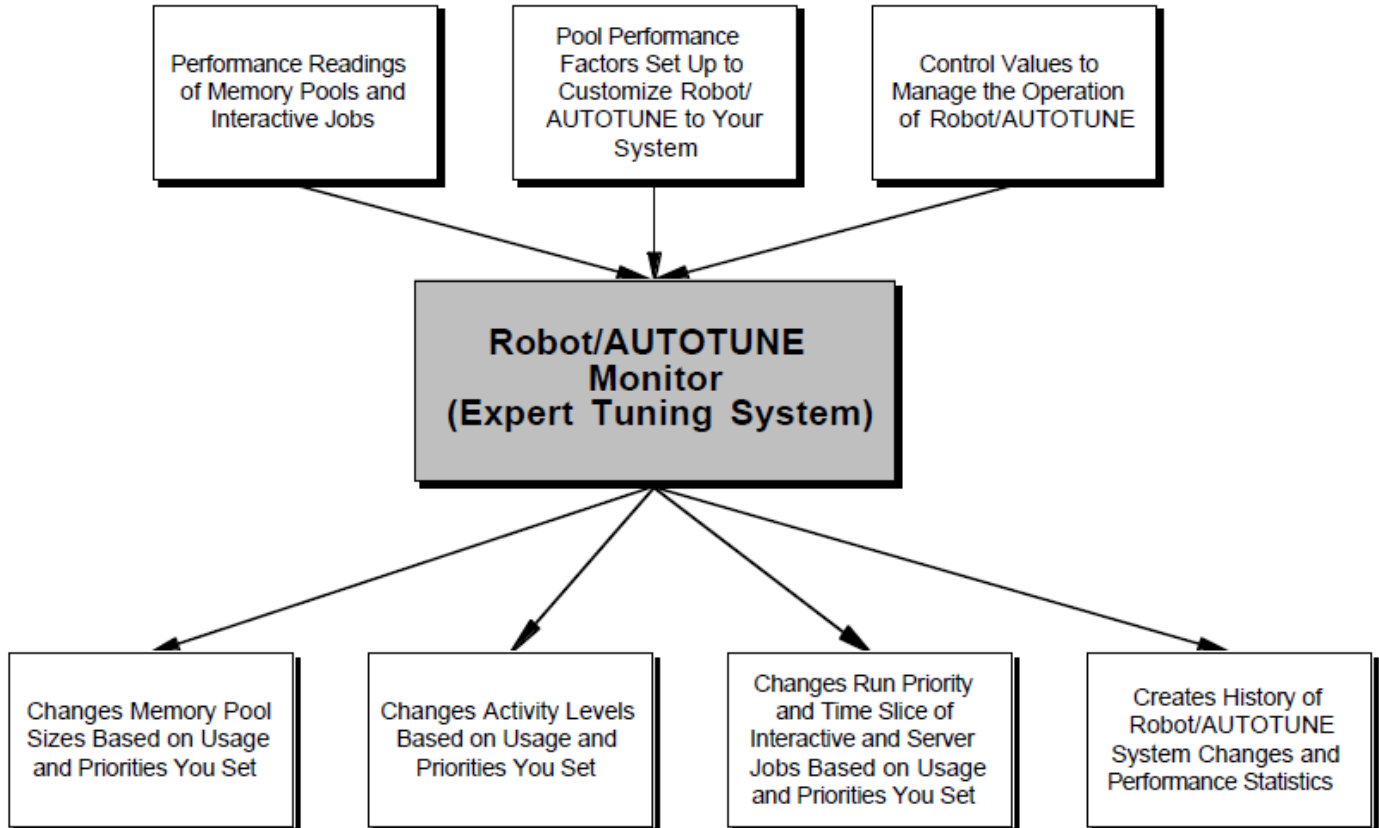 Performance Readings
of Memory Pools and
Interactive Jobs
Pool Performance
Factors Set Up to
Customize Robot/
AUTOTUNE to Your
System
Control Values to
Manage the Operation
of Robot/AUTOTUNE
Robot/AUTOTUNE
Monitor
(Expert Tuning System)
Changes Memory Pool
Sizes Based on Usage
and Priorities You Set
Changes Activity Levels
Based on Usage and
Priorities You Set
Changes Run Priority
and Time Slice of
Interactive and Server
Jobs Based on Usage
and Priorities You Set
Creates History of
Robot/AUTOTUNE
System Changes and
Performance Statistics